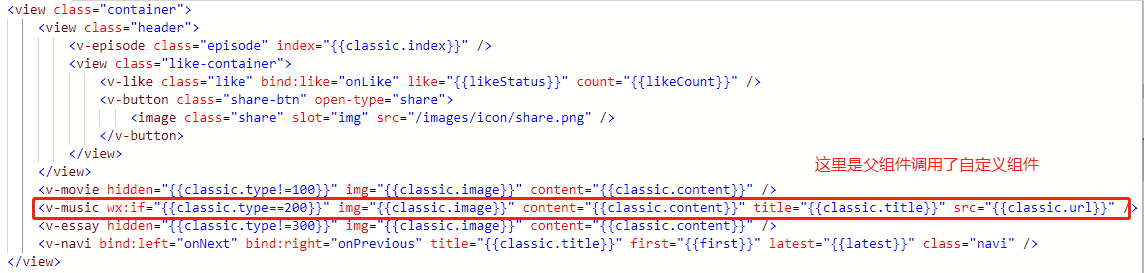 <view class="container">
<view class="header">
<v-episode class="episode" index="{{classic.index}}" />
<view class="like-container">
<v-like class="like" bind:like="onLike" like="{{likeStatus}}" count="{{likeCount}}" />
<v-button class="share-btn" open-type="share">
<image class="share" slot="img" src="/images/icon/share.png" />
</v-button>
</view>
这里是父组件调用了自定义组件
</view>
<v-movie hidden="{{classic.type!=100}}" img="{{classic.image}}" content="{{classic.content}}" />
<v-music wx:if="{{classic.type==200}}" img="{{classic.image}}" content="{{classic.content}}" title="{{classic.title}}" src="{{classic.url}}" />
<v-essay hidden="{{classic.type!=300}}" img="{{classic.image}}" content="{{classic.content}}" />
<v-navi bind:left="onNext" bind:right="onPrevious" title="{{classic.title}}" first="{{first}}" latest="{{latest}}" class="navi" />
</view>